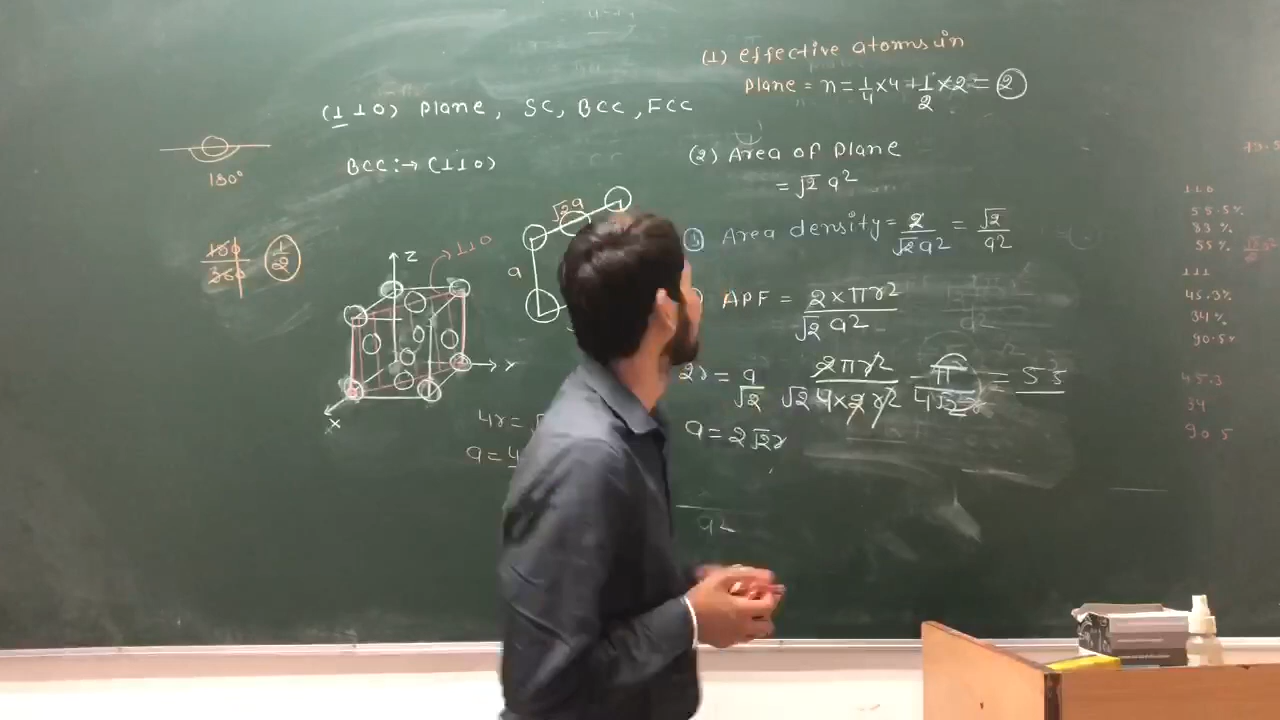 (1) effective atoms in
Plane = n = 1/4 x 4 + 1/2 x 2 = 2
(110) Plane, SC, BCC, FCC
BCC:→ (110)
180°
180/360 1/2
(2) Area of Plane
= √2 a²
Area density = 2/√2a² = √2/a²
APF = 2 x πr²/√2 a²
2r = a/√2
√2 2πr²/4x2r² = π/4√2 = 55
a = 2√2r
√2a
a
110
Z
Y
X
4r =
a = 4
a²
110
55.5%
83%
55%
111
45.3%
34%
90.5%
45.3
34
90.5